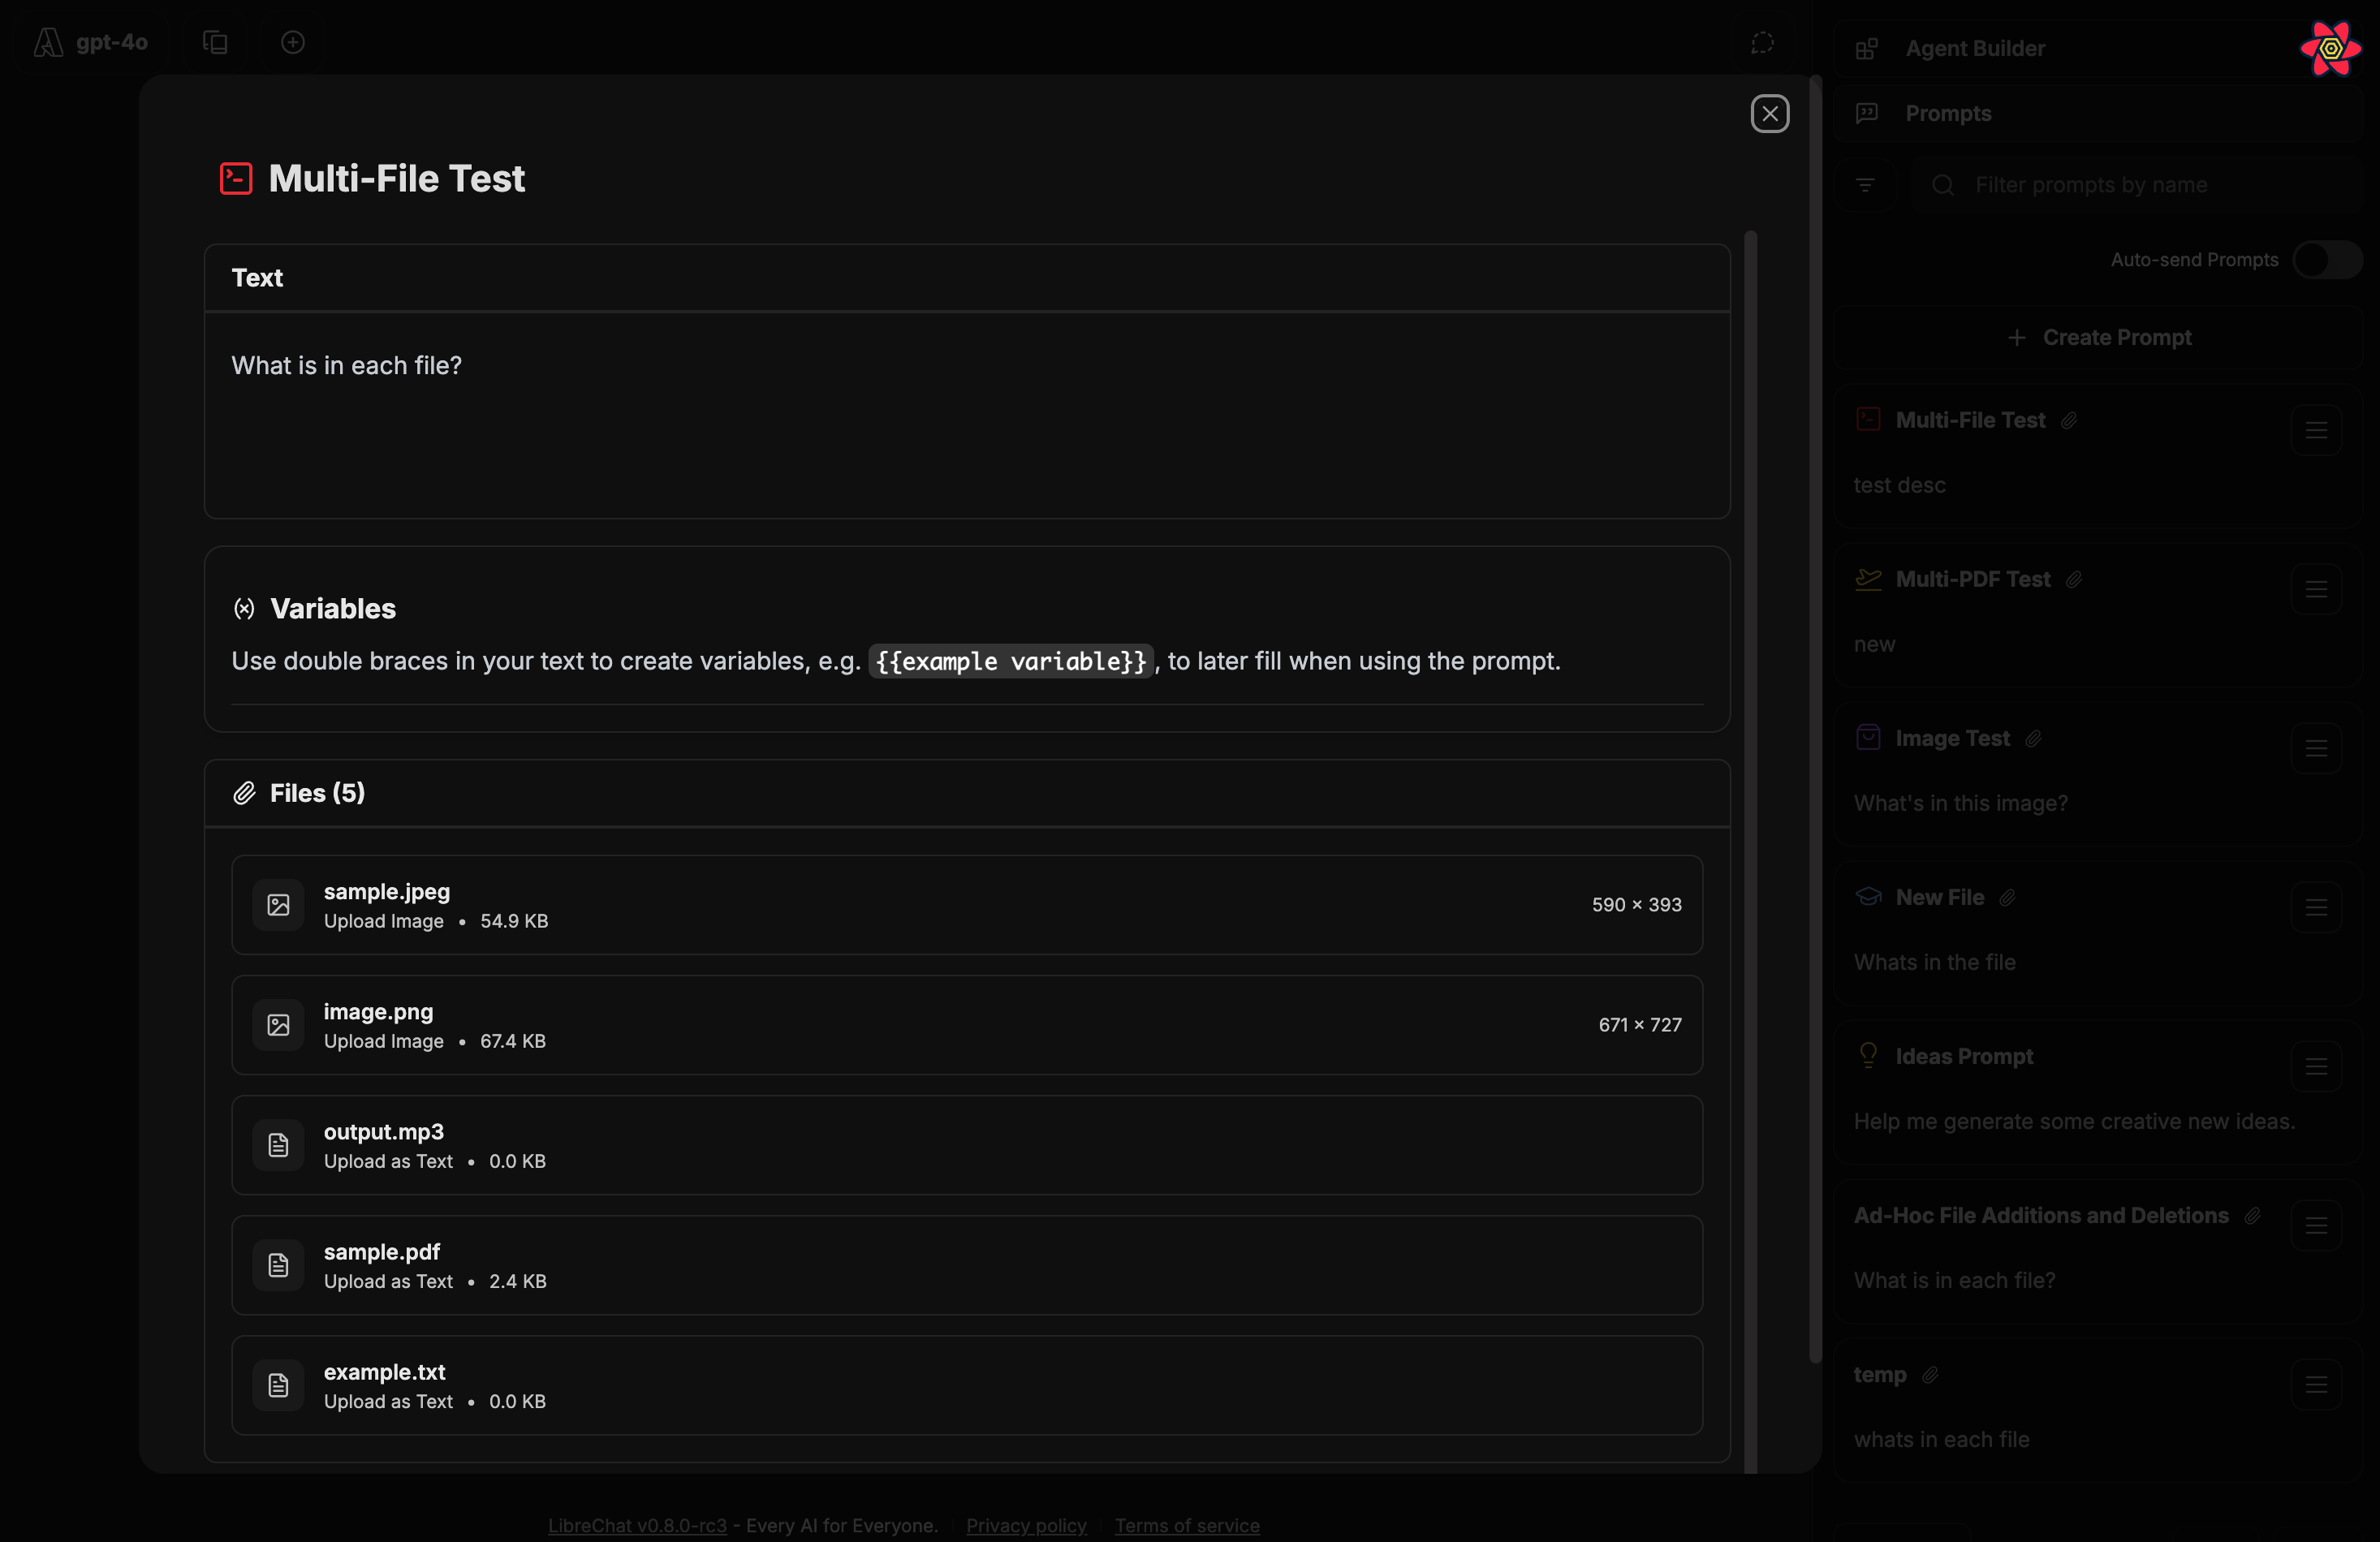 gpt-4o
Agent Builder
Prompts
Filter prompts by name
Auto-send Prompts
Create Prompt
Multi-File Test
test desc
Multi-PDF Test
new
Image Test
What's in this image?
New File
Whats in the file
Ideas Prompt
Help me generate some creative new ideas.
Ad-Hoc File Additions and Deletions
What is in each file?
temp
whats in each file
Multi-File Test
Text
What is in each file?
Variables
Use double braces in your text to create variables, e.g. {{example variable}}, to later fill when using the prompt.
Files (5)
sample.jpeg
Upload Image • 54.9 KB
590 × 393
image.png
Upload Image • 67.4 KB
671 × 727
output.mp3
Upload as Text • 0.0 KB
sample.pdf
Upload as Text • 2.4 KB
example.txt
Upload as Text • 0.0 KB
LibreChat v0.8.0-rc3 - Every AI for Everyone. Privacy policy Terms of service